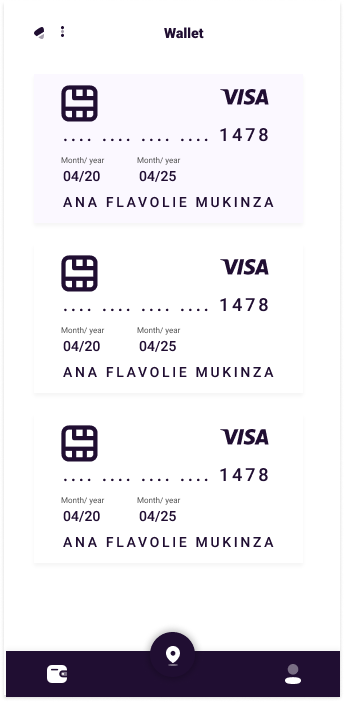 Wallet
VISA
.... .... .... .... 1478
Month/ year Month/ year
04/20 04/25
ANA FLAVOLIE MUKINZA
VISA
.... .... .... .... 1478
Month/ year Month/ year
04/20 04/25
ANA FLAVOLIE MUKINZA
VISA
.... .... .... .... 1478
Month/ year Month/ year
04/20 04/25
ANA FLAVOLIE MUKINZA